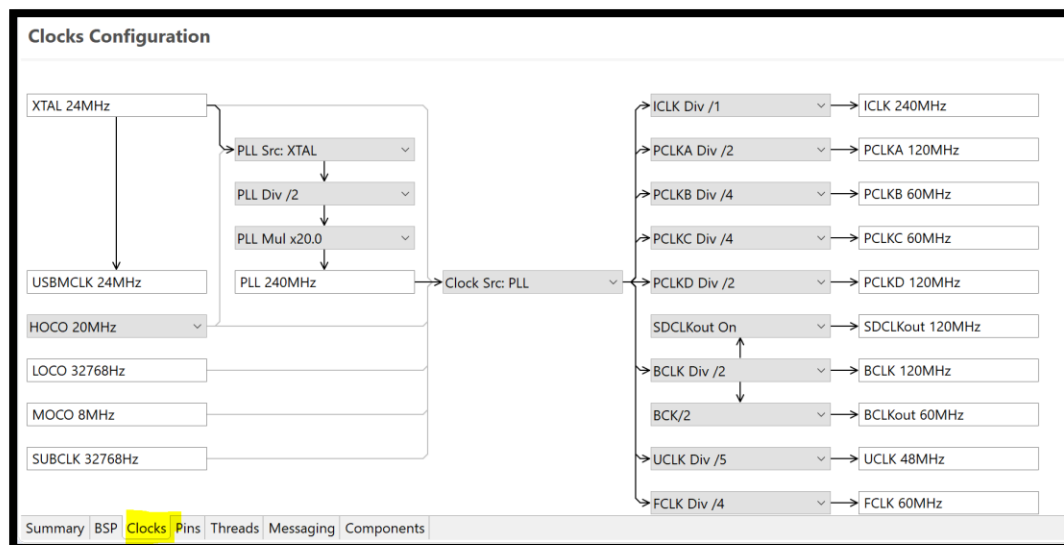 Clocks Configuration
XTAL 24MHz
PLL Src: XTAL
PLL Div /2
PLL Mul x20.0
USBMCLK 24MHz
PLL 240MHz
HOCO 20MHz
LOCO 32768Hz
MOCO 8MHz
SUBCLK 32768Hz
Clock Src: PLL
ICLK Div /1
ICLK 240MHz
PCLKA Div /2
PCLKA 120MHz
PCLKB Div /4
PCLKB 60MHz
PCLKC Div /4
PCLKC 60MHz
PCLKD Div /2
PCLKD 120MHz
SDCLKout On
SDCLKout 120MHz
BCLK Div /2
BCLK 120MHz
BCK/2
BCLKout 60MHz
UCLK Div /5
UCLK 48MHz
FCLK Div /4
FCLK 60MHz
Summary BSP Clocks Pins Threads Messaging Components